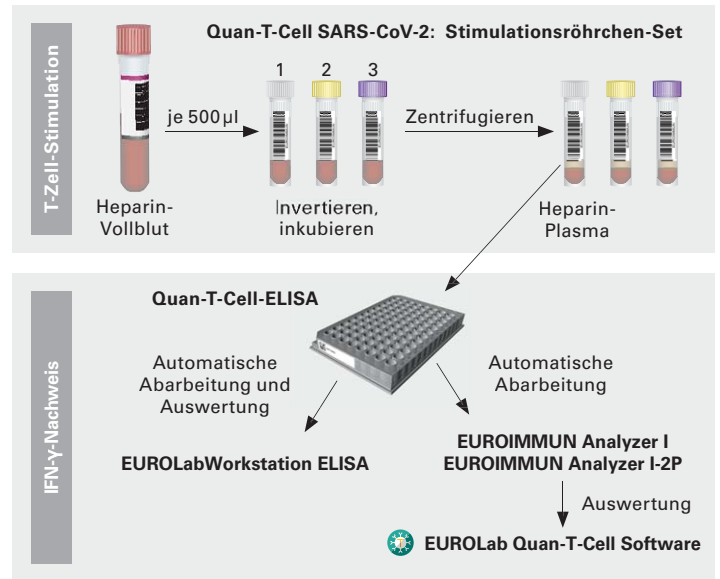 T-Zell-Stimulation
Quan-T-Cell SARS-CoV-2: Stimulationsröhrchen-Set
1 2 3
je 500 µl
Zentrifugieren
Heparin-
Vollblut
Invertieren,
inkubieren
Heparin-
Plasma
IFN-γ-Nachweis
Quan-T-Cell-ELISA
Automatische
Abarbeitung und
Auswertung
Automatische
Abarbeitung
EUROLabWorkstation ELISA
EUROIMMUN Analyzer I
EUROIMMUN Analyzer I-2P
Auswertung
EUROLab Quan-T-Cell Software